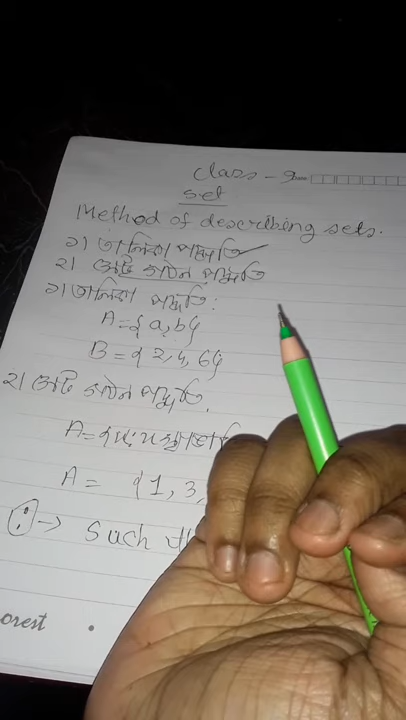 Class - 9
set
Method of describing sets.
১) তালিকা পদ্ধতি
২) সেট গঠন পদ্ধতি
১) তালিকা পদ্ধতি:
A = { a, b }
B = { 2, 4, 6 }
২) সেট গঠন পদ্ধতি.
A =
A = { 1, 3,
: → Such
orest